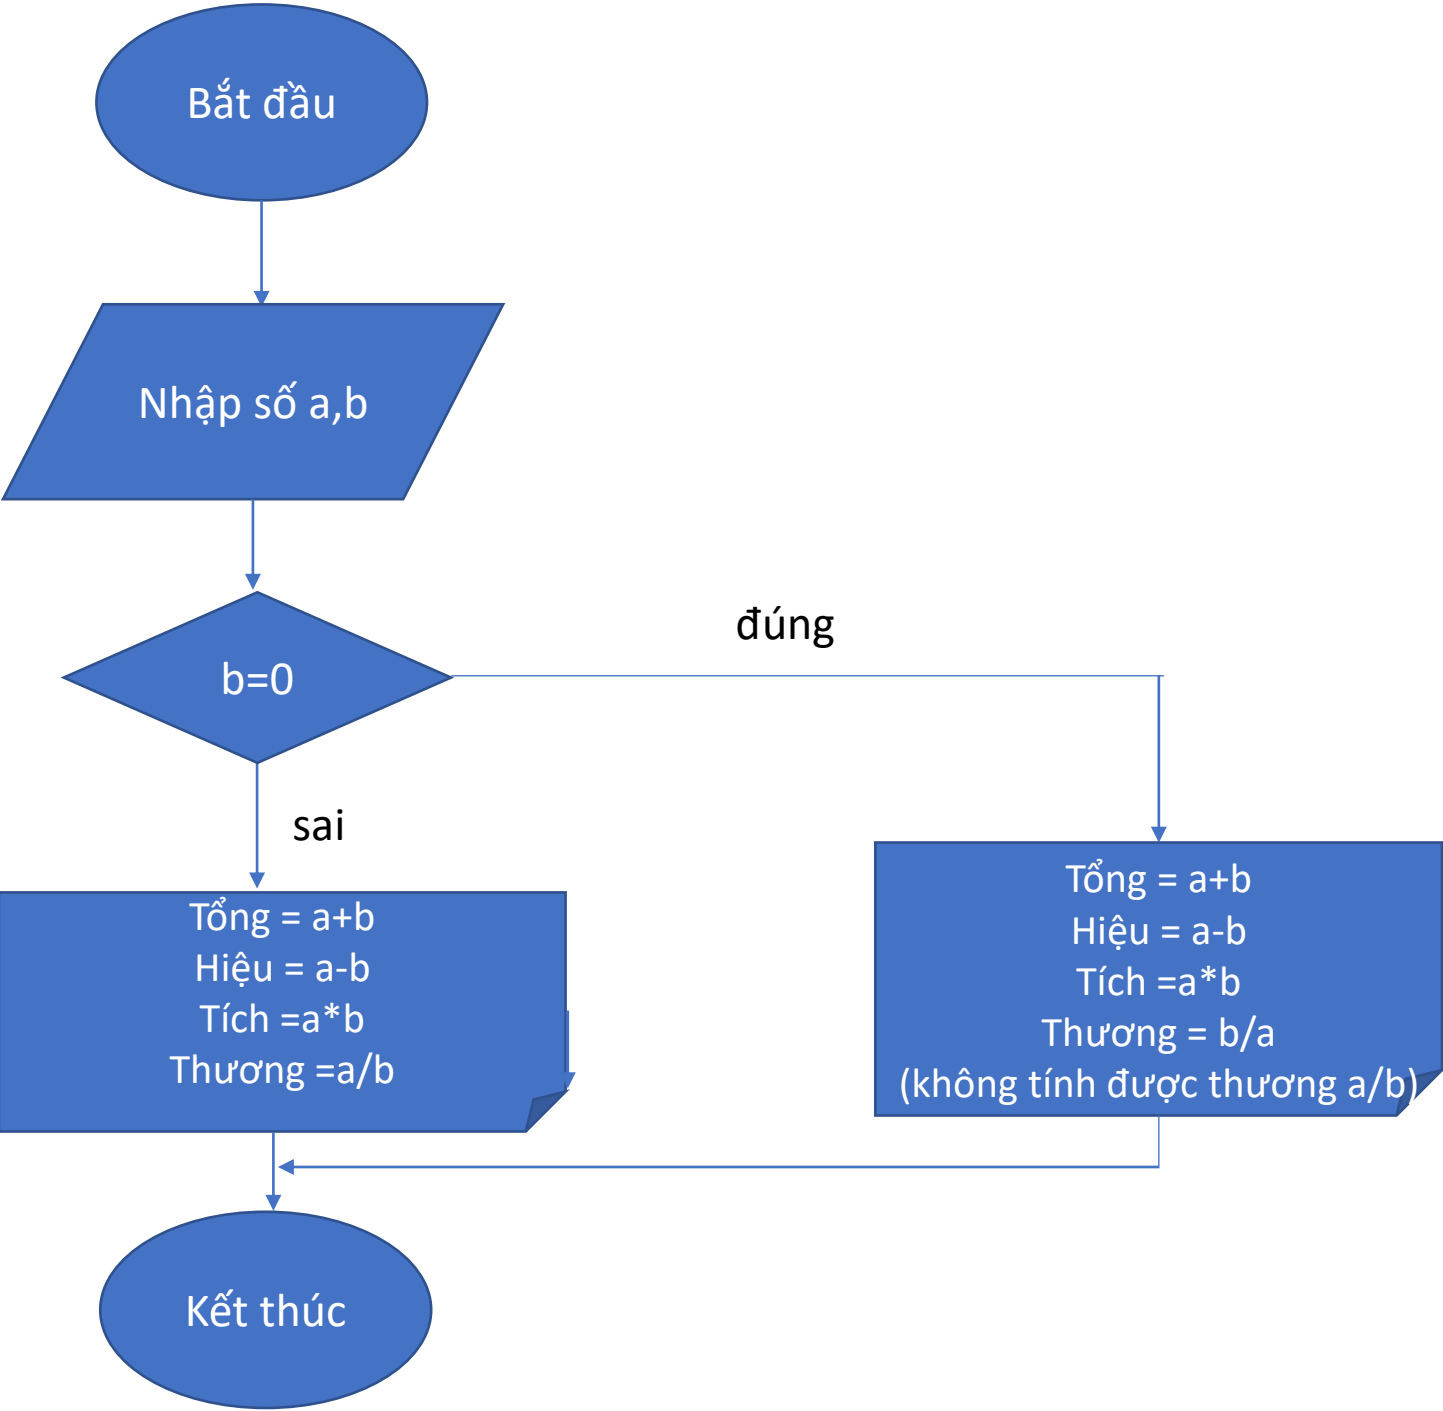 Bắt đầu
Nhập số a,b
đúng
b=0
sai
Tổng = a+b
Hiệu = a-b
Tích =a*b
Thương =a/b
Tổng = a+b
Hiệu = a-b
Tích =a*b
Thương = b/a
(không tính được thương a/b)
Kết thúc